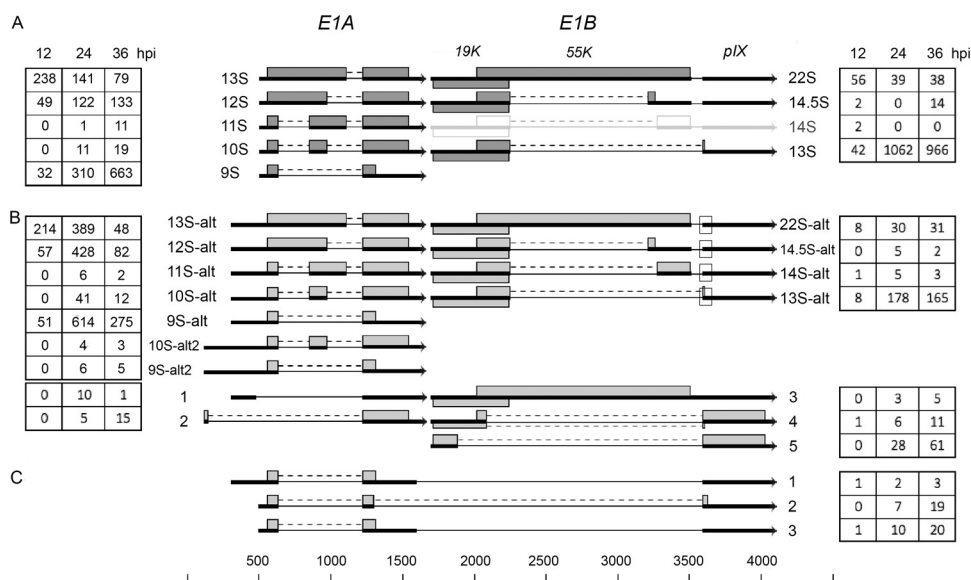 A E1A E1B
19K 55K pIX
12 24 36 hpi 12 24 36 hpi
238 141 79 13S 22S 56 39 38
49 122 133 12S 14.5S 2 0 14
0 1 11 11S 14S 2 0 0
0 11 19 10S 13S 42 1062 966
32 310 663 9S
B
214 389 48 13S-alt 22S-alt 8 30 31
57 428 82 12S-alt 14.5S-alt 0 5 2
0 6 2 11S-alt 14S-alt 1 5 3
0 41 12 10S-alt 13S-alt 8 178 165
51 614 275 9S-alt
0 4 3 10S-alt2
0 6 5 9S-alt2
0 10 1 1 3 0 3 5
0 5 15 2 4 1 6 11
5 0 28 61
C
1 1 2 3
2 0 7 19
3 1 10 20
500 1000 1500 2000 2500 3000 3500 4000